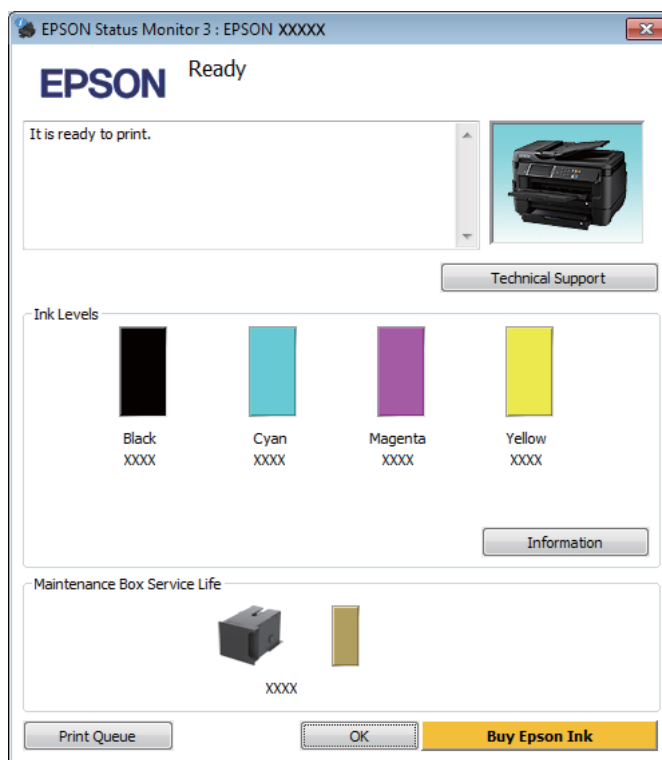 EPSON Status Monitor 3 : EPSON XXXXX
EPSON
Ready
It is ready to print.
Technical Support
Ink Levels
Black Cyan Magenta Yellow
XXXX XXXX XXXX XXXX
Information
Maintenance Box Service Life
XXXX
Print Queue OK Buy Epson Ink